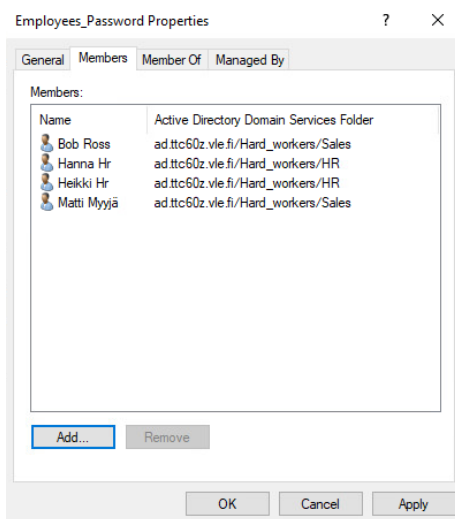 Employees_Password Properties ? ×
General Members Member Of Managed By
Members:
Name Active Directory Domain Services Folder
Bob Ross ad.ttc60z.vle.fi/Hard_workers/Sales
Hanna Hr ad.ttc60z.vle.fi/Hard_workers/HR
Heikki Hr ad.ttc60z.vle.fi/Hard_workers/HR
Matti Myyjä ad.ttc60z.vle.fi/Hard_workers/Sales
Add... Remove
OK Cancel Apply